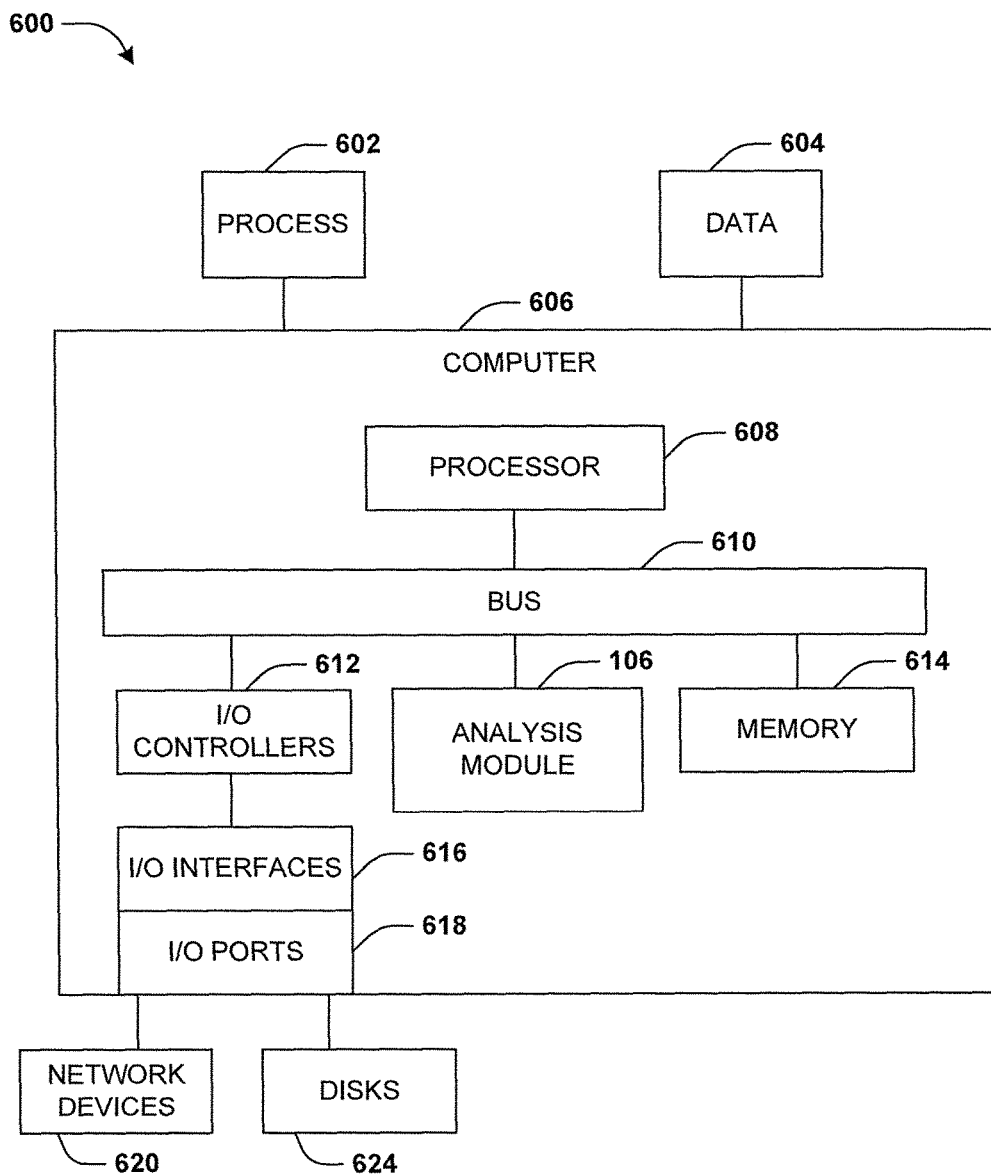 600
602
604
PROCESS
DATA
606
COMPUTER
608
PROCESSOR
610
BUS
612
106
614
I/O
CONTROLLERS
ANALYSIS
MODULE
MEMORY
I/O INTERFACES
616
I/O PORTS
618
NETWORK
DEVICES
DISKS
620
624